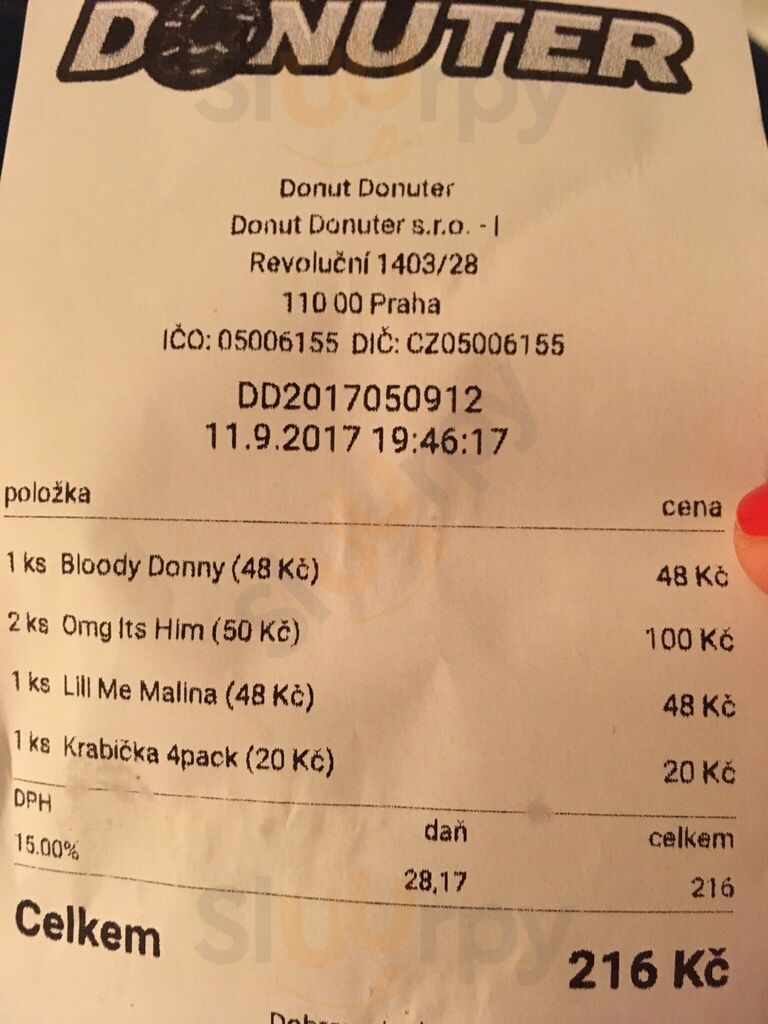 DONUTER
Donut Donuter
Donut Donuter s.r.o. - I
Revoluční 1403/28
110 00 Praha
IČO: 05006155 DIČ: CZ05006155
DD2017050912
11.9.2017 19:46:17
položka cena
1 ks Bloody Donny (48 Kč) 48 Kč
2 ks Omg Its Him (50 Kč) 100 Kč
1 ks Lill Me Malina (48 Kč) 48 Kč
1 ks Krabička 4pack (20 Kč) 20 Kč
DPH daň celkem
15.00% 28,17 216
Celkem 216 Kč
Sluurpy
Sluurpy
Sluurpy